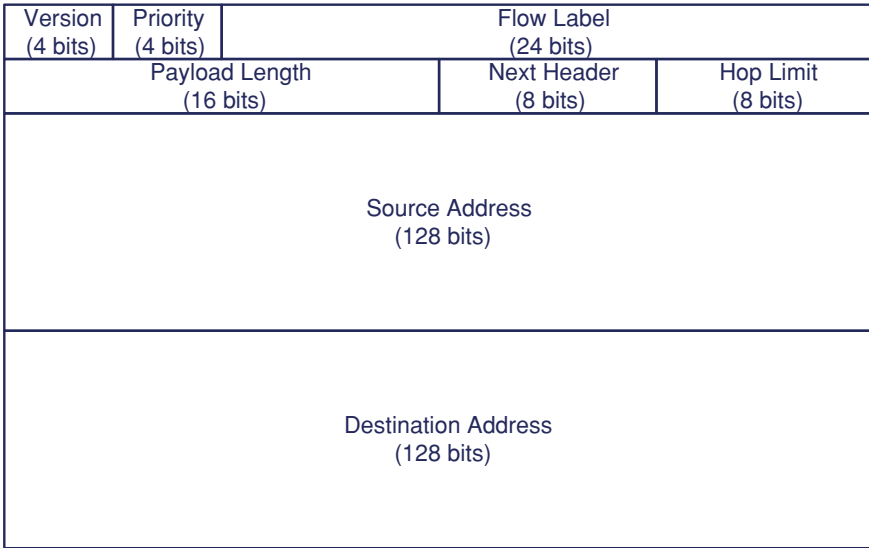 Version Priority Flow Label
(4 bits) (4 bits) (24 bits)
Payload Length Next Header Hop Limit
(16 bits) (8 bits) (8 bits)
Source Address
(128 bits)
Destination Address
(128 bits)